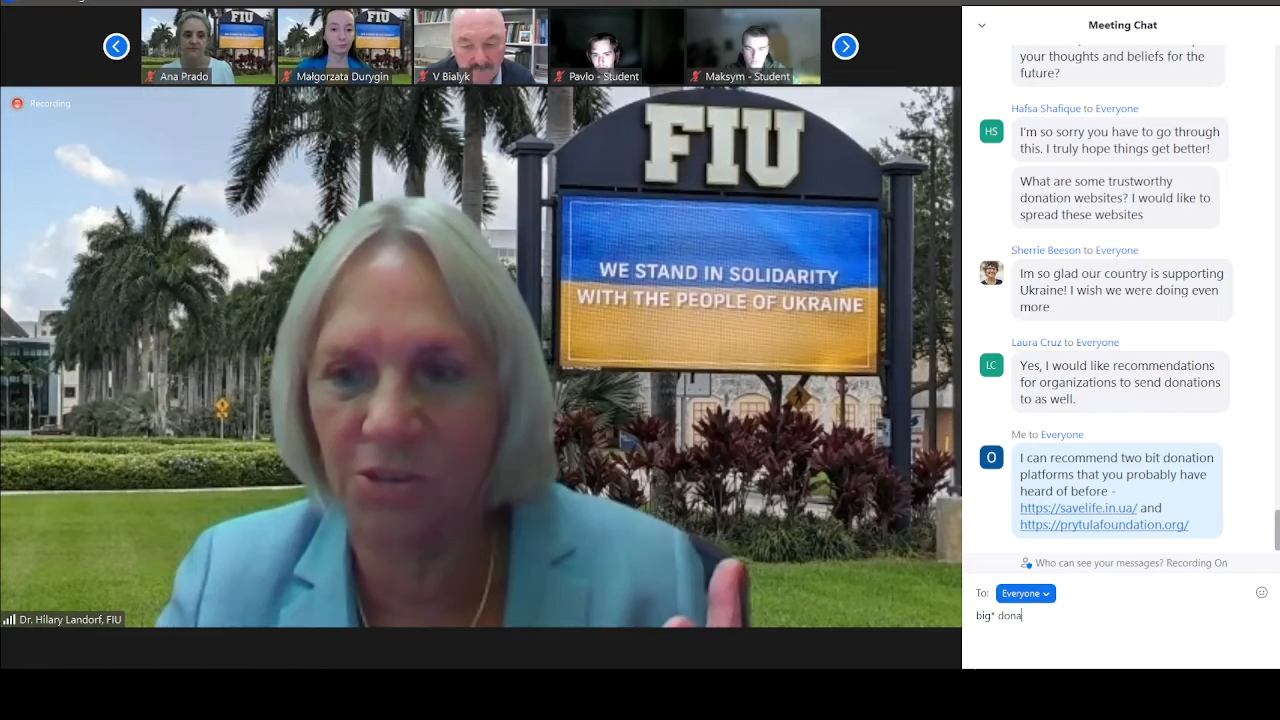 Ana Prado
Małgorzata Durygin
V Bialyk
Pavlo - Student
Maksym - Student
Recording
FIU
WE STAND IN SOLIDARITY
WITH THE PEOPLE OF UKRAINE
Dr. Hilary Landorf, FIU
Meeting Chat
your thoughts and beliefs for the
future?
Hafsa Shafique to Everyone
HS
I'm so sorry you have to go through
this. I truly hope things get better!
What are some trustworthy
donation websites? I would like to
spread these websites
Sherrie Beeson to Everyone
Im so glad our country is supporting
Ukraine! I wish we were doing even
more
Laura Cruz to Everyone
LC
Yes, I would like recommendations
for organizations to send donations
to as well.
Me to Everyone
O
I can recommend two bit donation
platforms that you probably have
heard of before -
https://savelife.in.ua/ and
https://prytulafoundation.org/
Who can see your messages? Recording On
To: Everyone
big* dona